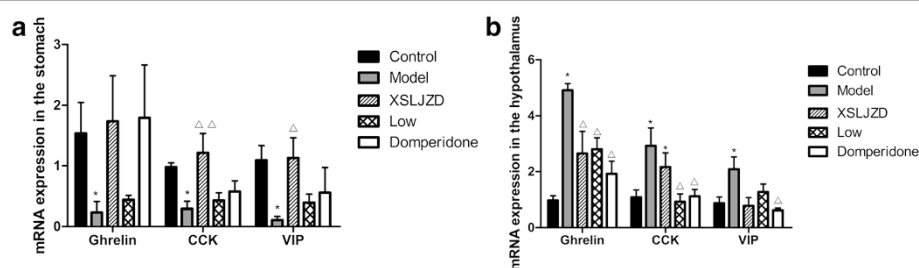 a
mRNA expression in the stomach
3
2
1
0
*
△ △
*
△
*
Ghrelin CCK VIP
Control
Model
XSLJZD
Low
Domperidone
b
mRNA expression in the hypothalamus
6
4
2
0
*
△
△
△
*
*
△
△
*
△
Ghrelin CCK VIP
Control
Model
XSLJZD
Low
Domperidone